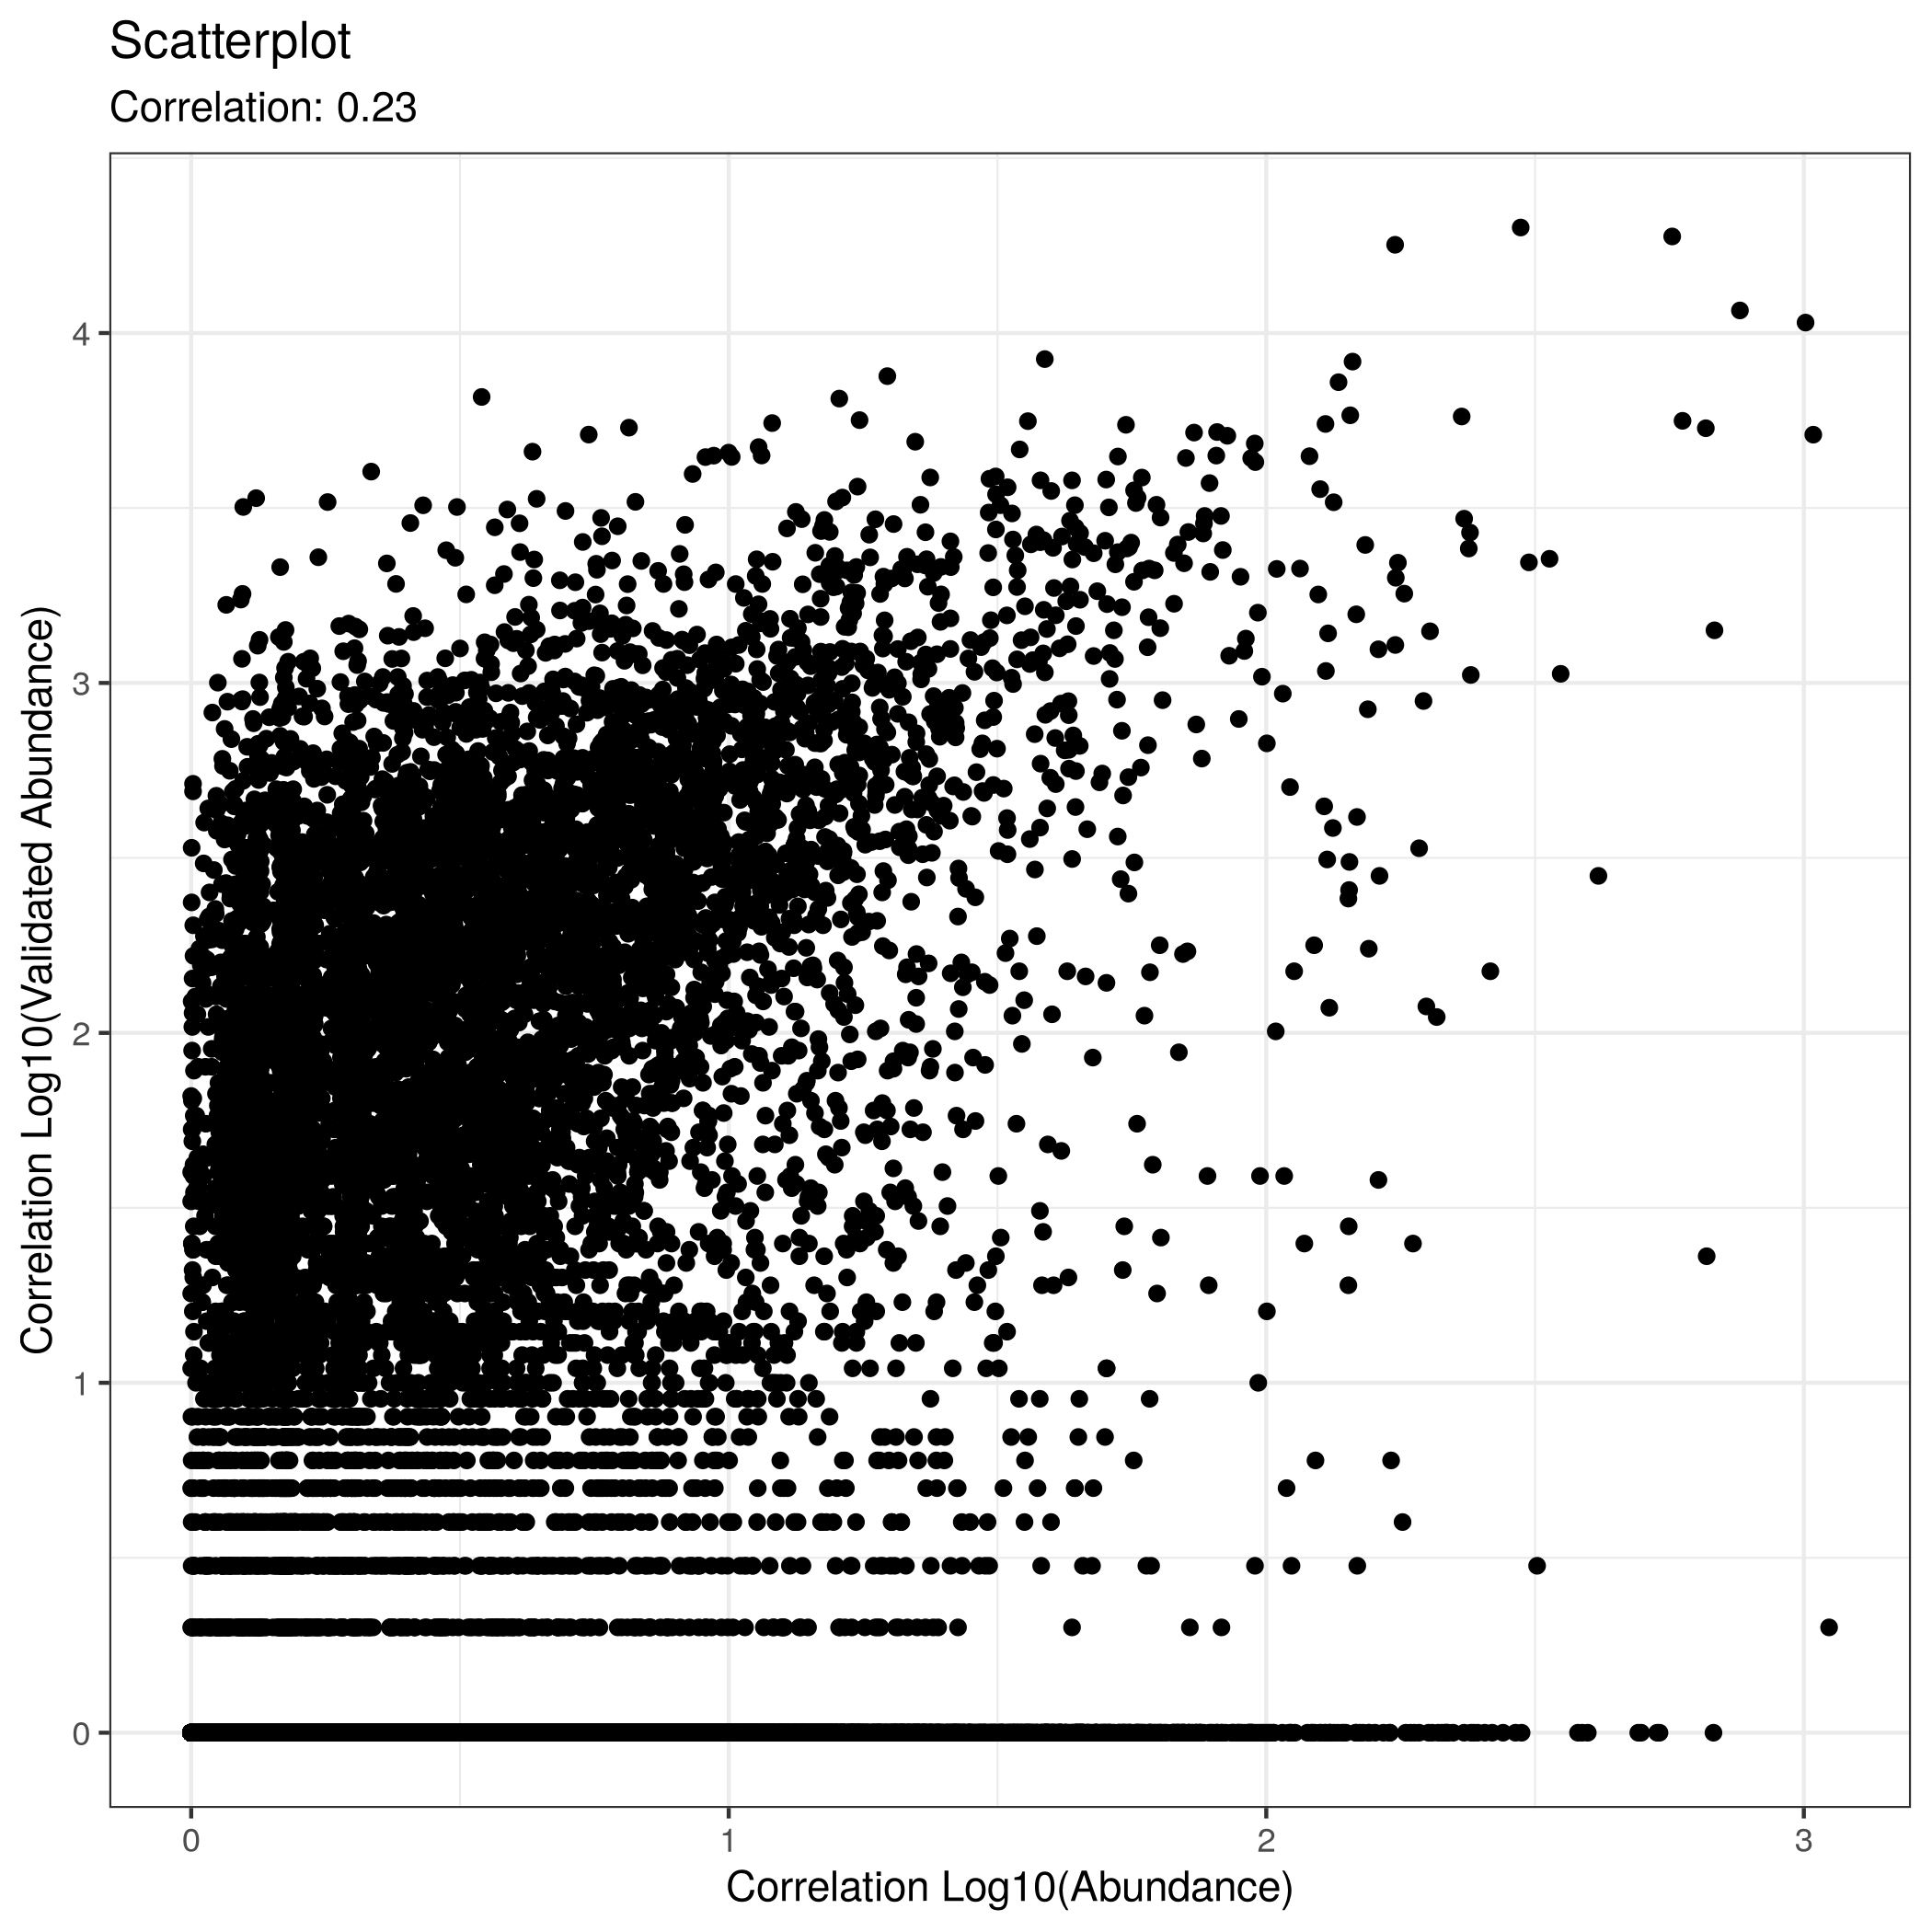 Scatterplot
Correlation: 0.23
Correlation Log10(Validated Abundance)
4
3
2
1
0
0 1 2 3
Correlation Log10(Abundance)